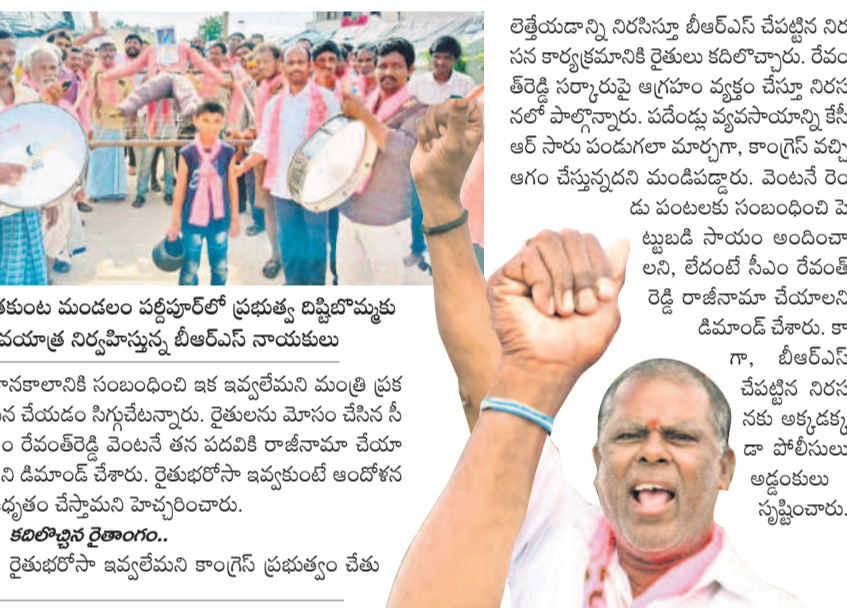 తకుంట మండలం పర్దీపూర్‌లో ప్రభుత్వ దిష్టిబొమ్మకు
వయాత్ర నిర్వహిస్తున్న బీఆర్ఎస్ నాయకులు
ానకాలానికి సంబంధించి ఇక ఇవ్వలేమని మంత్రి ప్రక
న చేయడం సిగ్గుచేటన్నారు. రైతులను మోసం చేసిన సీ
ం రేవంత్‌రెడ్డి వెంటనే తన పదవికి రాజీనామా చేయా
ని డిమాండ్ చేశారు. రైతుభరోసా ఇవ్వకుంటే ఆందోళన
ధృతం చేస్తామని హెచ్చరించారు.
కదిలొచ్చిన రైతాంగం..
రైతుభరోసా ఇవ్వలేమని కాంగ్రెస్ ప్రభుత్వం చేతు
లెత్తేయడాన్ని నిరసిస్తూ బీఆర్ఎస్ చేపట్టిన నిర
సన కార్యక్రమానికి రైతులు కదిలొచ్చారు. రేవం
త్‌రెడ్డి సర్కారుపై ఆగ్రహం వ్యక్తం చేస్తూ నిరస
నలో పాల్గొన్నారు. పదేండ్లు వ్యవసాయాన్ని కేసీ
ఆర్ సారు పండుగలా మార్చగా, కాంగ్రెస్ వచ్చి
ఆగం చేస్తున్నదని మండిపడ్డారు. వెంటనే రెం
డు పంటలకు సంబంధించి పె
ట్టుబడి సాయం అందించా
లని, లేదంటే సీఎం రేవంత్
రెడ్డి రాజీనామా చేయాలని
డిమాండ్ చేశారు. కా
గా, బీఆర్ఎస్
చేపట్టిన నిరస
నకు అక్కడక్క
డా పోలీసులు
అడ్డంకులు
సృష్టించారు.